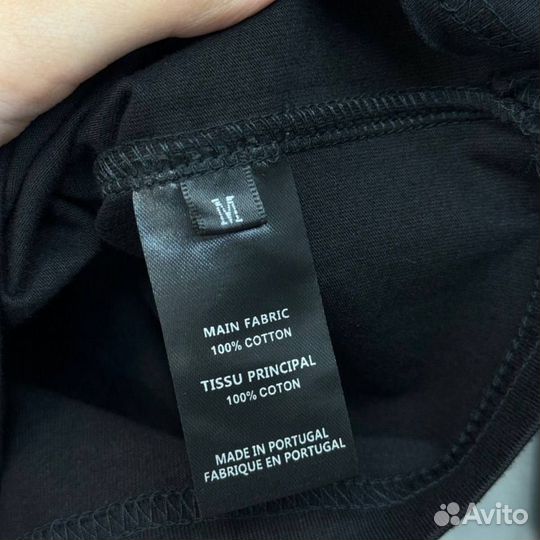 M
MAIN FABRIC
100% COTTON
TISSU PRINCIPAL
100% COTON
MADE IN PORTUGAL
FABRIQUE EN PORTUGAL
Avito